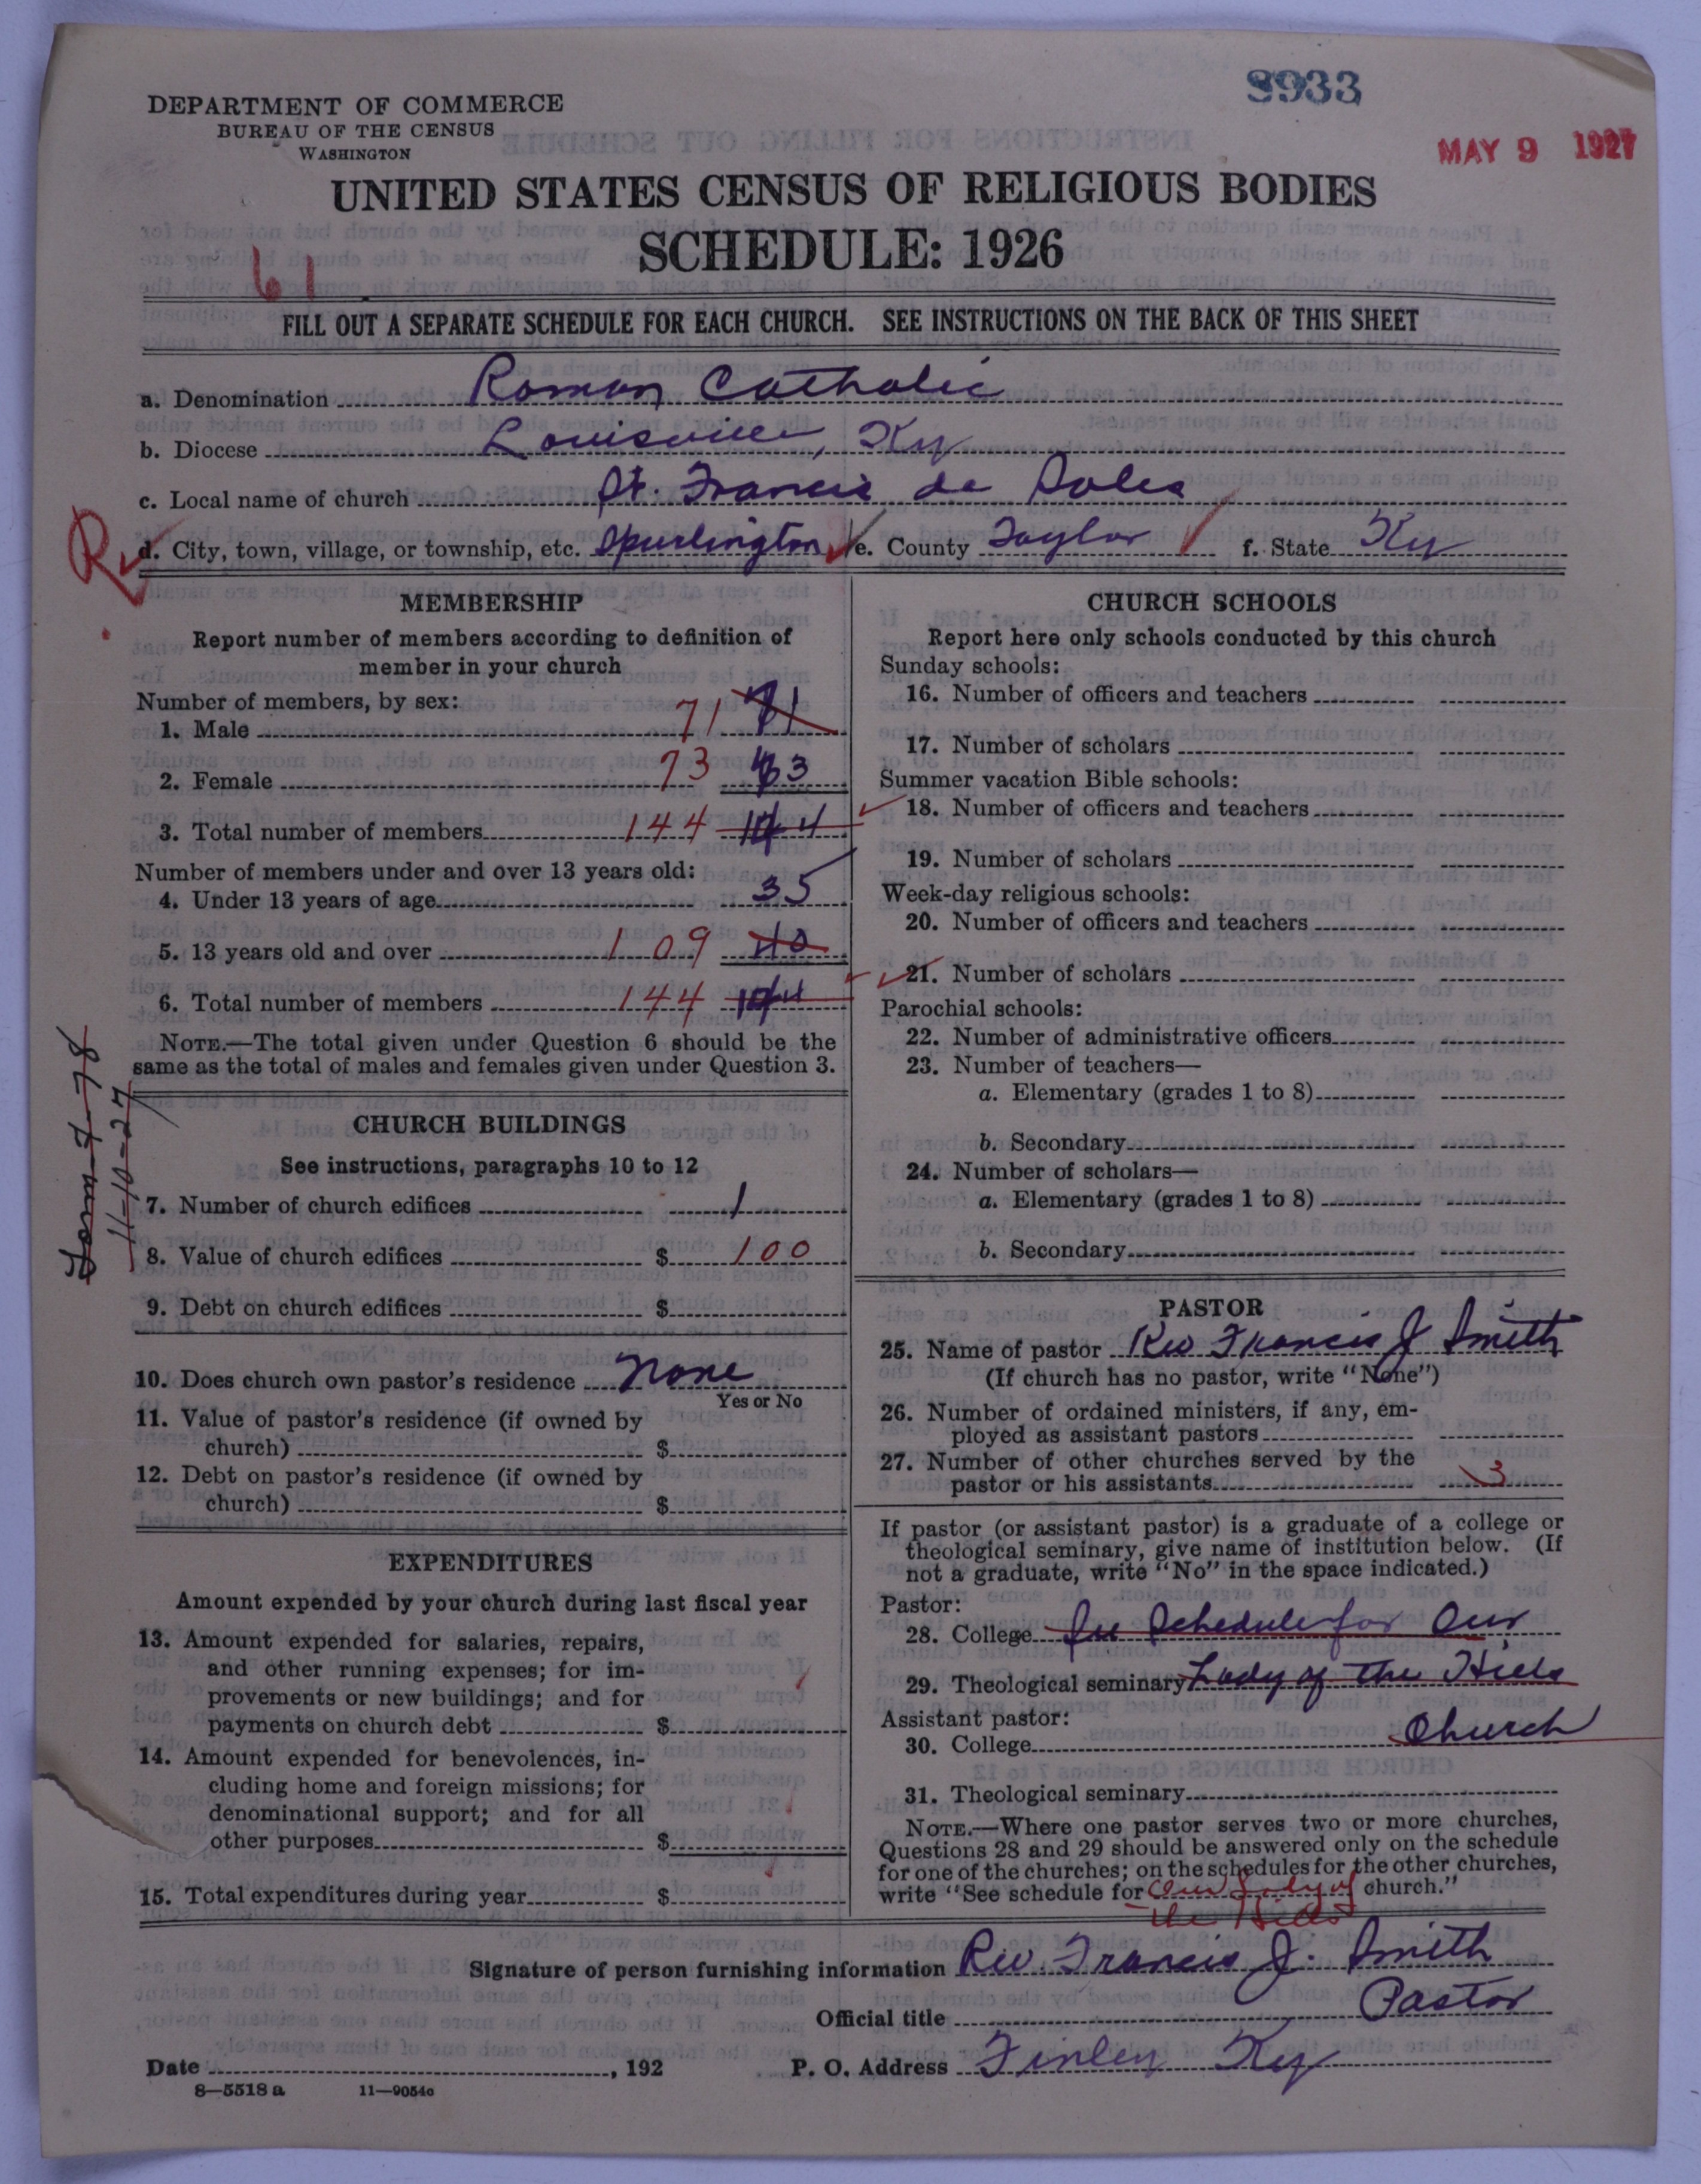 8933
DEPARTMENT OF COMMERCE
BUREAU OF THE CENSUS
WASHINGTON
MAY 9 1927
UNITED STATES CENSUS OF RELIGIOUS BODIES
SCHEDULE: 1926
61
FILL OUT A SEPARATE SCHEDULE FOR EACH CHURCH. SEE INSTRUCTIONS ON THE BACK OF THIS SHEET
a. Denomination Roman Catholic
b. Diocese Louisville, Ky
c. Local name of church St. Francis de Sales
R d. City, town, village, or township, etc. Spurlington e. County Taylor f. State Ky
MEMBERSHIP
Report number of members according to definition of
member in your church
Number of members, by sex:
1. Male 71
2. Female 73
3. Total number of members 144
Number of members under and over 13 years old:
4. Under 13 years of age 35
5. 13 years old and over 109 110
6. Total number of members 144
NOTE.—The total given under Question 6 should be the
same as the total of males and females given under Question 3.
Form 7-78
11-10-27
CHURCH BUILDINGS
See instructions, paragraphs 10 to 12
7. Number of church edifices 1
8. Value of church edifices $ 100
9. Debt on church edifices $
10. Does church own pastor's residence none
Yes or No
11. Value of pastor's residence (if owned by
church) $
12. Debt on pastor's residence (if owned by
church) $
EXPENDITURES
Amount expended by your church during last fiscal year
13. Amount expended for salaries, repairs,
and other running expenses; for im-
provements or new buildings; and for
payments on church debt $
14. Amount expended for benevolences, in-
cluding home and foreign missions; for
denominational support; and for all
other purposes $
15. Total expenditures during year $
CHURCH SCHOOLS
Report here only schools conducted by this church
Sunday schools:
16. Number of officers and teachers
17. Number of scholars
Summer vacation Bible schools:
18. Number of officers and teachers
19. Number of scholars
Week-day religious schools:
20. Number of officers and teachers
21. Number of scholars
Parochial schools:
22. Number of administrative officers
23. Number of teachers—
a. Elementary (grades 1 to 8)
b. Secondary
24. Number of scholars—
a. Elementary (grades 1 to 8)
b. Secondary
PASTOR
25. Name of pastor Rev Francis J Smith
(If church has no pastor, write "None")
26. Number of ordained ministers, if any, em-
ployed as assistant pastors
27. Number of other churches served by the
pastor or his assistants 3
If pastor (or assistant pastor) is a graduate of a college or
theological seminary, give name of institution below. (If
not a graduate, write "No" in the space indicated.)
Pastor:
28. College See Schedule for Our
29. Theological seminary Lady of the Hills
Assistant pastor:
30. College Church
31. Theological seminary
NOTE.—Where one pastor serves two or more churches,
Questions 28 and 29 should be answered only on the schedule
for one of the churches; on the schedules for the other churches,
write "See schedule for Our Lady of church."
the Hills
Signature of person furnishing information Rev. Francis J. Smith
Official title Pastor
Date , 192 P. O. Address Finley Ky
8—5518 a 11—9054c